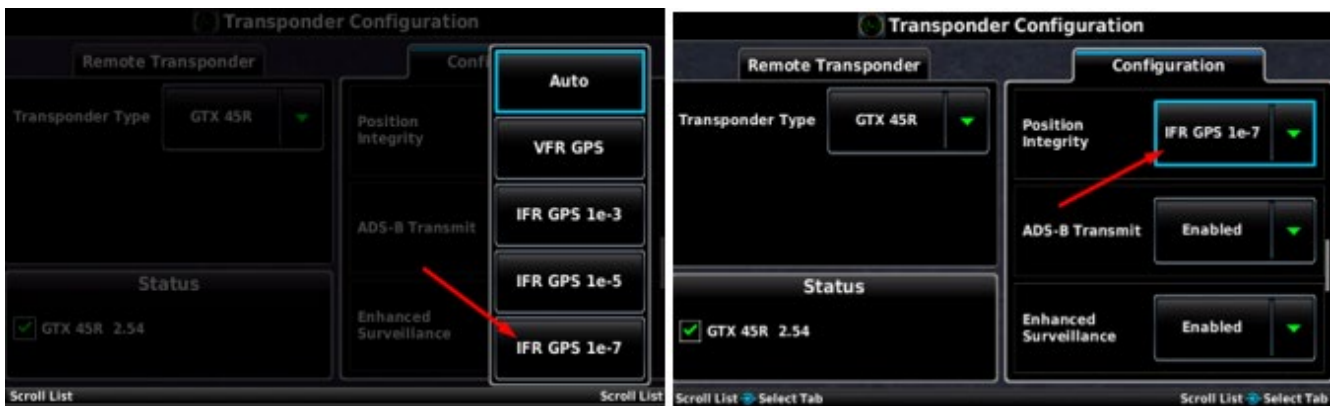 Transponder Configuration
Remote Transponder
Confi
Transponder Type
GTX 45R
Position
Integrity
ADS-B Transmit
Enhanced
Surveillance
Auto
VFR GPS
IFR GPS 1e-3
IFR GPS 1e-5
IFR GPS 1e-7
Status
GTX 45R 2.54
Scroll List
Scroll List
Transponder Configuration
Remote Transponder
Configuration
Transponder Type
GTX 45R
Position
Integrity
IFR GPS 1e-7
ADS-B Transmit
Enabled
Enhanced
Surveillance
Enabled
Status
GTX 45R 2.54
Scroll List Select Tab
Scroll List Select Tab